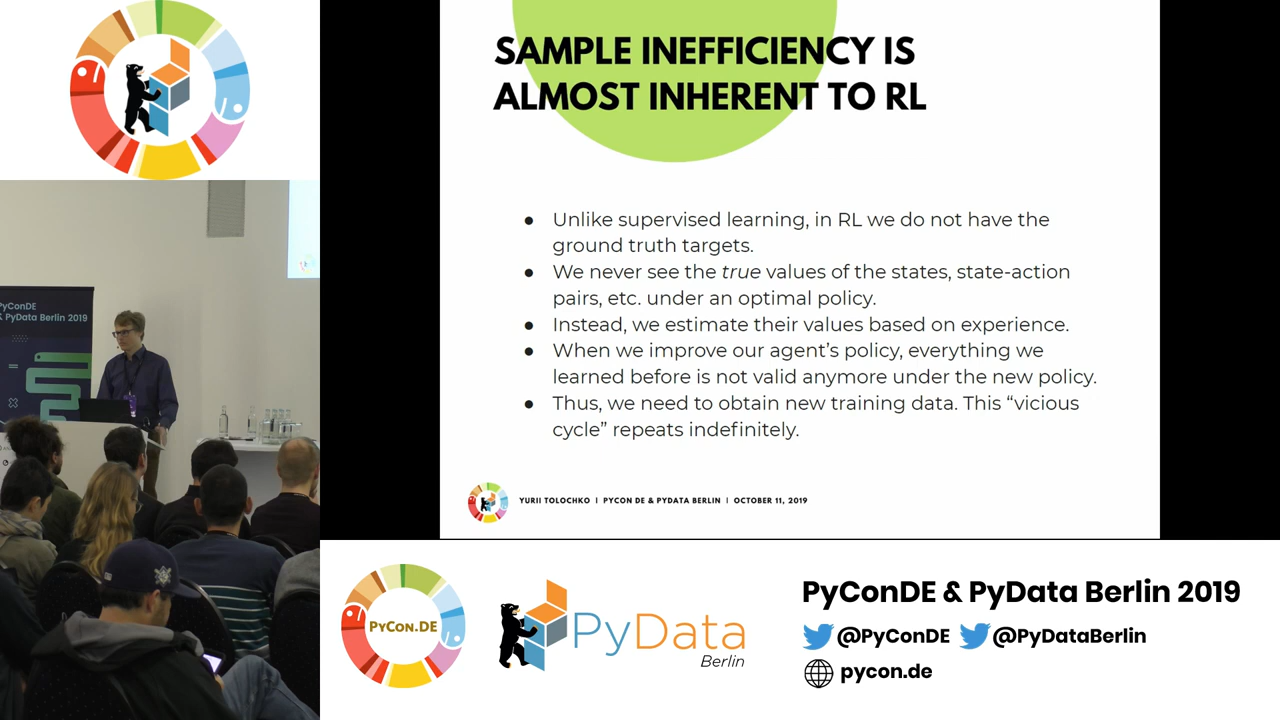 SAMPLE INEFFICIENCY IS
ALMOST INHERENT TO RL
● Unlike supervised learning, in RL we do not have the
ground truth targets.
● We never see the true values of the states, state-action
pairs, etc. under an optimal policy.
● Instead, we estimate their values based on experience.
● When we improve our agent's policy, everything we
learned before is not valid anymore under the new policy.
● Thus, we need to obtain new training data. This “vicious
cycle” repeats indefinitely.
YURII TOLOCHKO | PYCON DE & PYDATA BERLIN | OCTOBER 11, 2019
PyConDE
& PyData Berlin 2019
PYCON.DE
PyData
Berlin
PyConDE & PyData Berlin 2019
@PyConDE @PyDataBerlin
pycon.de